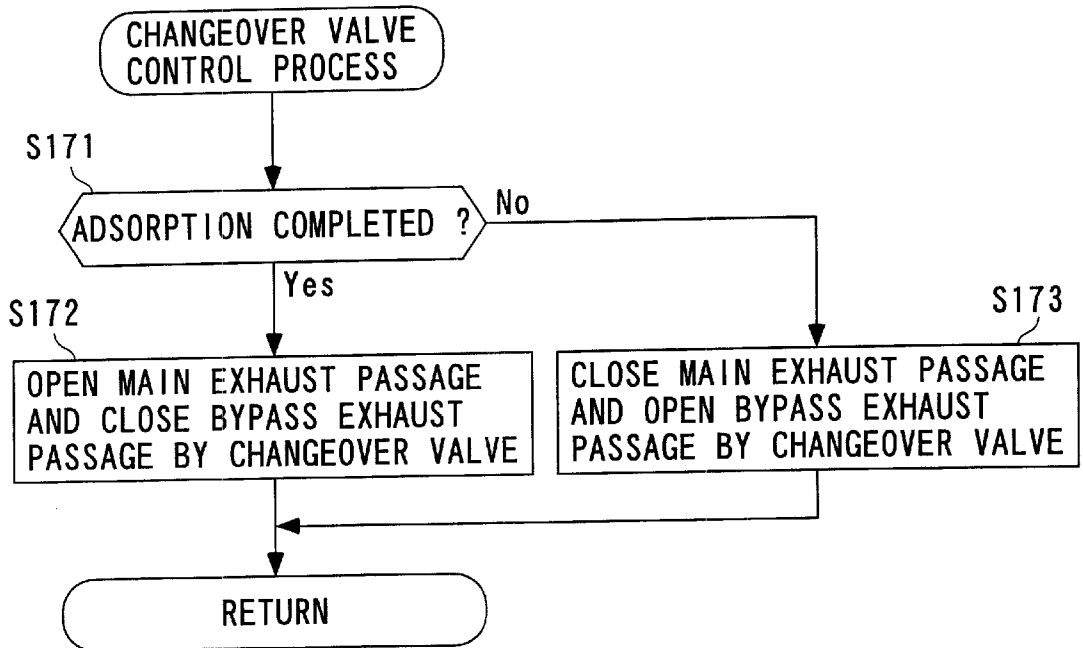 CHANGEOVER VALVE
CONTROL PROCESS
S171
ADSORPTION COMPLETED ?
No
Yes
S172
OPEN MAIN EXHAUST PASSAGE
AND CLOSE BYPASS EXHAUST
PASSAGE BY CHANGEOVER VALVE
S173
CLOSE MAIN EXHAUST PASSAGE
AND OPEN BYPASS EXHAUST
PASSAGE BY CHANGEOVER VALVE
RETURN